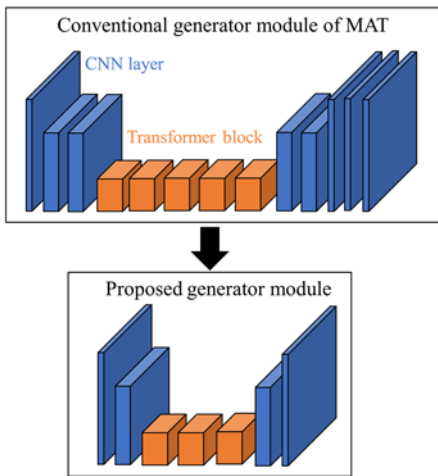 Conventional generator module of MAT
CNN layer
Transformer block
Proposed generator module